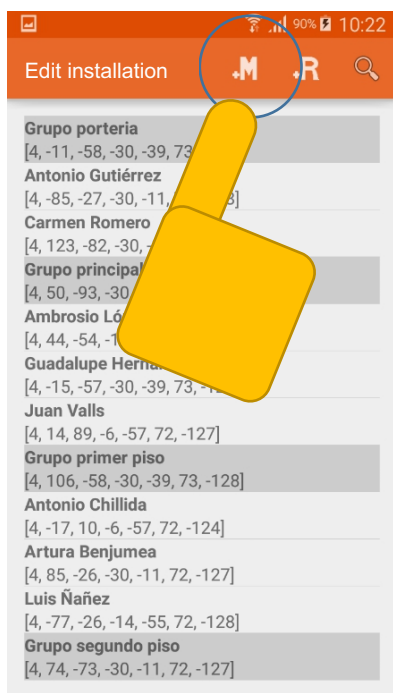 90% 10:22
Edit installation +M +R
Grupo porteria
[4, -11, -58, -30, -39, 73
Antonio Gutiérrez
[4, -85, -27, -30, -11,
Carmen Romero
[4, 123, -82, -30,
Grupo principal
[4, 50, -93, -30
Ambrosio
[4, 44, -54,
Guadalupe
[4, -15, -57, -30, -39, 73,
Juan Valls
[4, 14, 89, -6, -57, 72, -127]
Grupo primer piso
[4, 106, -58, -30, -39, 73, -128]
Antonio Chillida
[4, -17, 10, -6, -57, 72, -124]
Artura Benjumea
[4, 85, -26, -30, -11, 72, -127]
Luis Ñañez
[4, -77, -26, -14, -55, 72, -128]
Grupo segundo piso
[4, 74, -73, -30, -11, 72, -127]